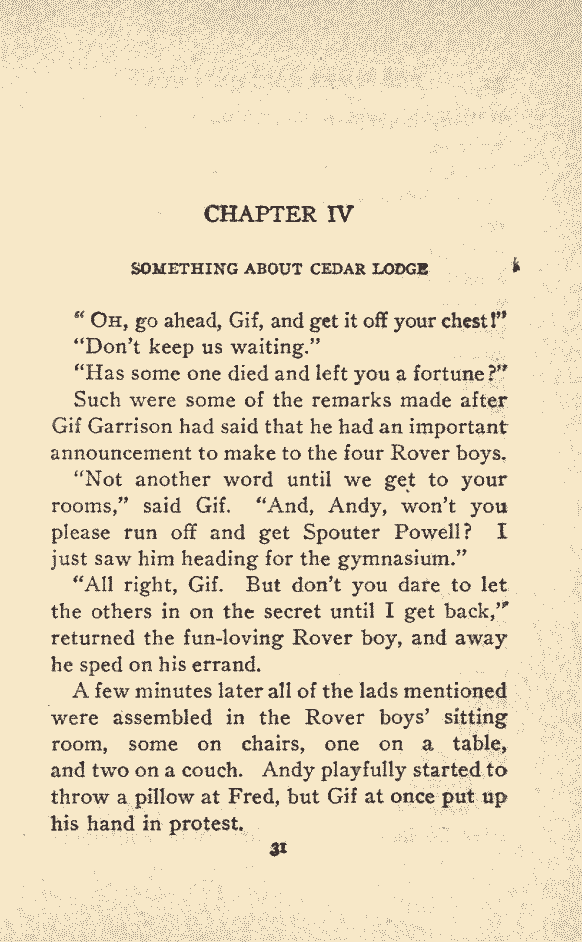 CHAPTER IV
SOMETHING ABOUT CEDAR LODGE
“ OH, go ahead, Gif, and get it off your chest!”
“Don’t keep us waiting.”
“Has some one died and left you a fortune?”
Such were some of the remarks made after
Gif Garrison had said that he had an important
announcement to make to the four Rover boys.
“Not another word until we get to your
rooms,” said Gif. “And, Andy, won’t you
please run off and get Spouter Powell? I
just saw him heading for the gymnasium.”
“All right, Gif. But don’t you dare to let
the others in on the secret until I get back,”
returned the fun-loving Rover boy, and away
he sped on his errand.
A few minutes later all of the lads mentioned
were assembled in the Rover boys’ sitting
room, some on chairs, one on a table,
and two on a couch. Andy playfully started to
throw a pillow at Fred, but Gif at once put up
his hand in protest.
31